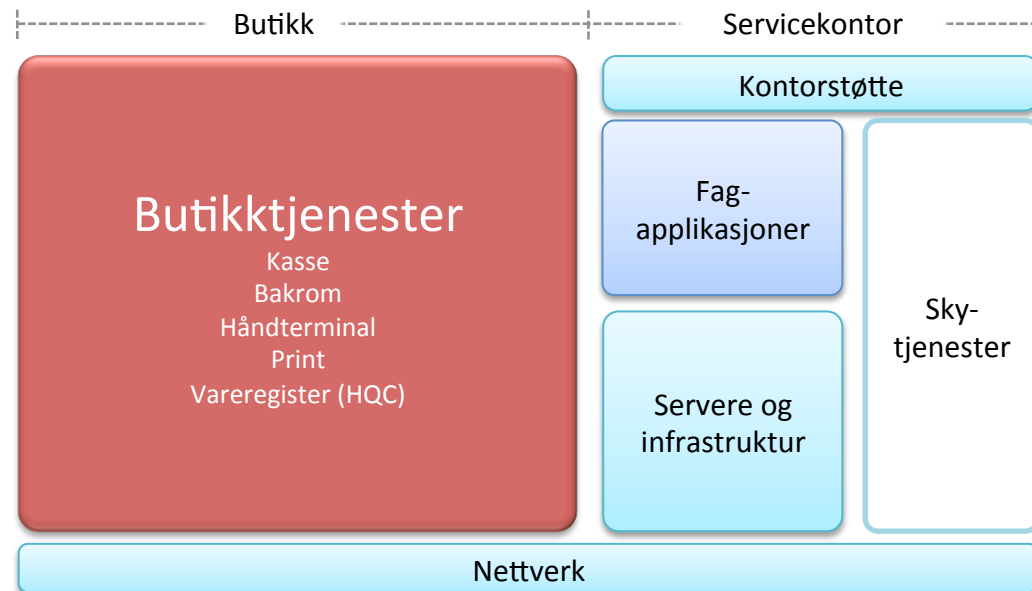 Butikk
Servicekontor
Butikktjenester
Kasse
Bakrom
Håndterminal
Print
Vareregister (HQC)
Kontorstøtte
Fag-
applikasjoner
Servere og
infrastruktur
Sky-
tjenester
Nettverk